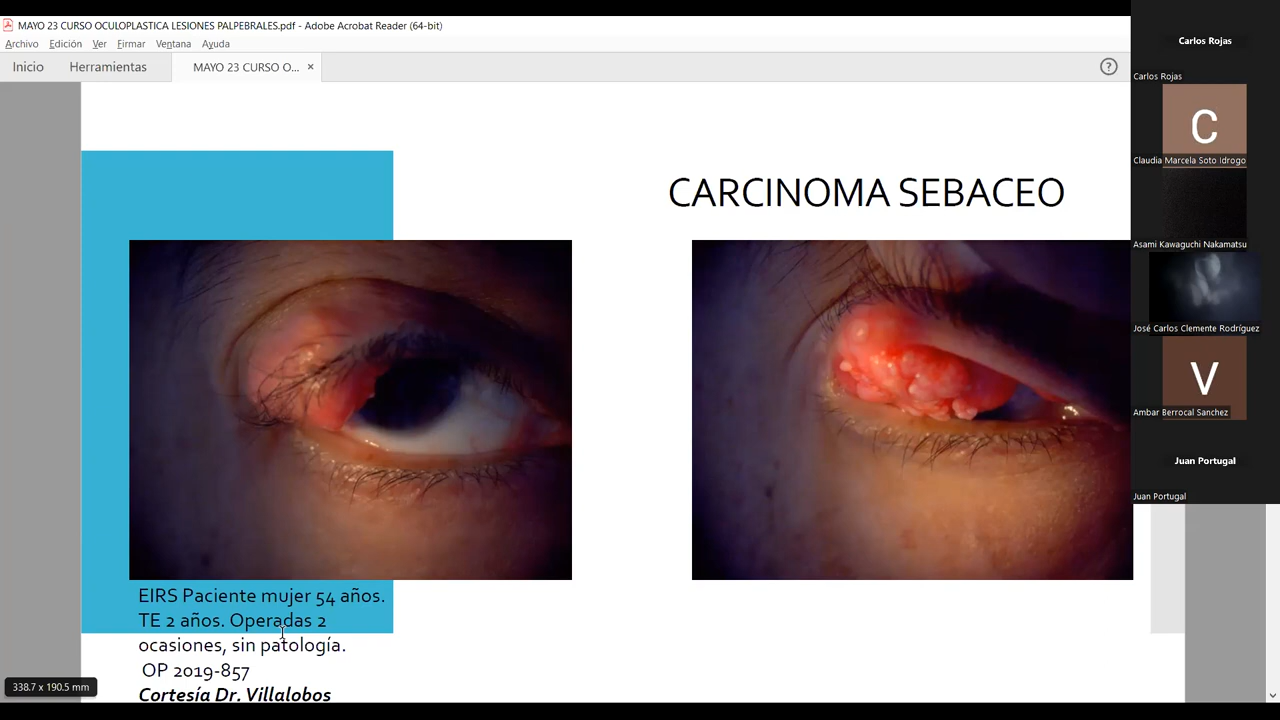 MAYO 23 CURSO OCULOPLASTICA LESIONES PALPEBRALES.pdf - Adobe Acrobat Reader (64-bit)
Archivo Edición Ver Firmar Ventana Ayuda
Inicio Herramientas MAYO 23 CURSO O... ×
?
CARCINOMA SEBACEO
EIRS Paciente mujer 54 años.
TE 2 años. Operadas 2
ocasiones, sin patología.
OP 2019-857
Cortesía Dr. Villalobos
338.7 x 190.5 mm
Carlos Rojas
Carlos Rojas
C
Claudia Marcela Soto Idrogo
Asami Kawaguchi Nakamatsu
José Carlos Clemente Rodríguez
V
Ambar Berrocal Sanchez
Juan Portugal
Juan Portugal